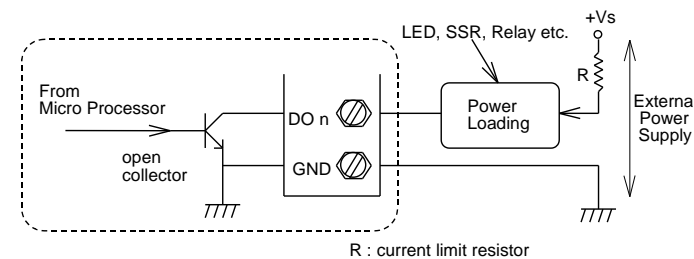 +Vs
LED, SSR, Relay etc.
R
From
Micro Processor
DO n
Power
Loading
Externa
Power
Supply
open
collector
GND
R : current limit resistor